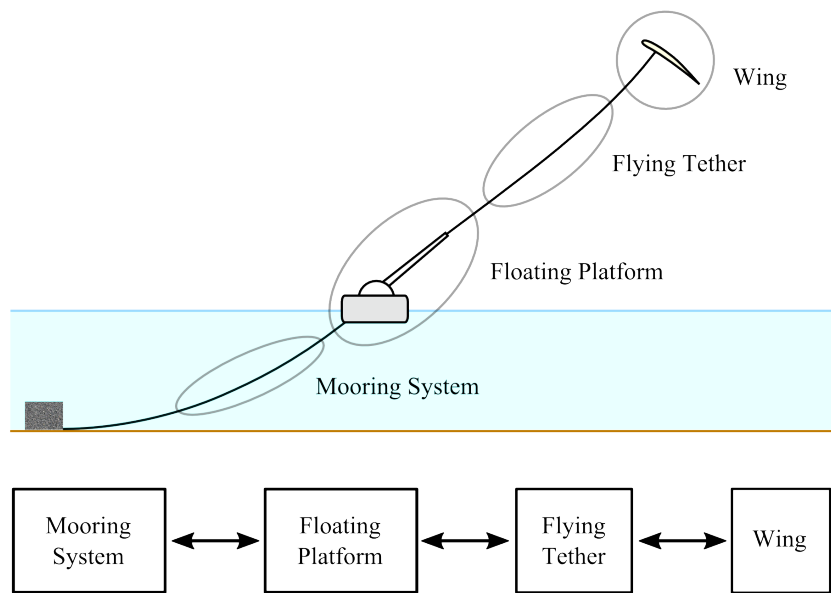 Wing
Flying Tether
Floating Platform
Mooring System
Mooring
System
Floating
Platform
Flying
Tether
Wing